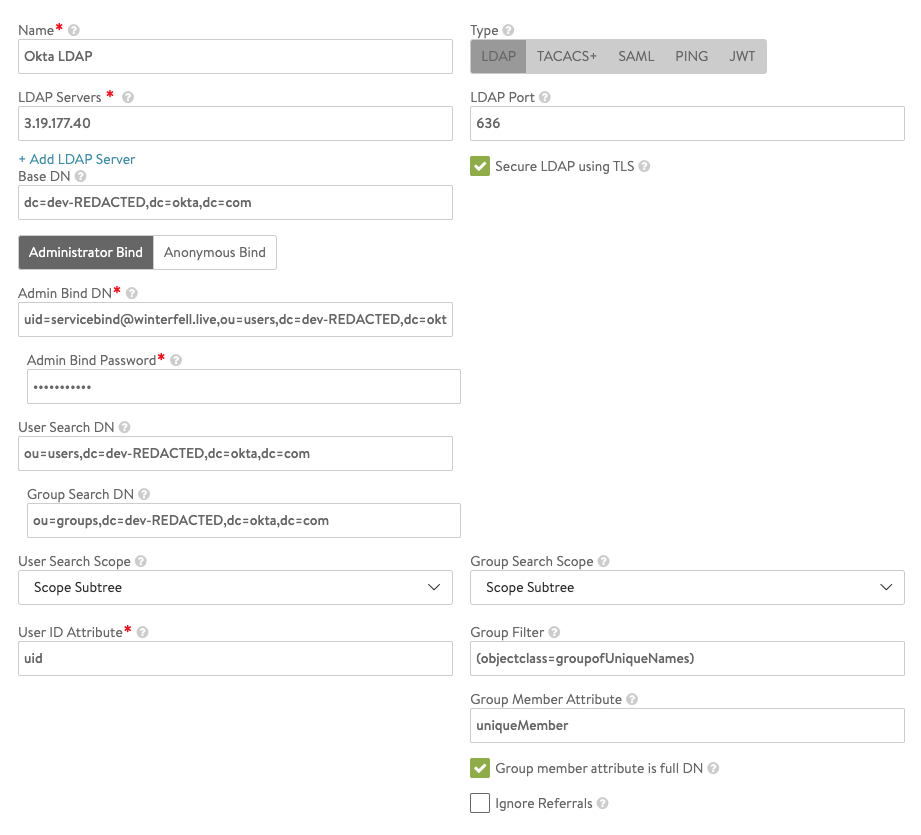 Name*
Type
Okta LDAP
LDAP TACACS+ SAML PING JWT
LDAP Servers *
LDAP Port
3.19.177.40
636
+ Add LDAP Server
Secure LDAP using TLS
Base DN
dc=dev-REDACTED,dc=okta,dc=com
Administrator Bind Anonymous Bind
Admin Bind DN*
uid=servicebind@winterfell.live,ou=users,dc=dev-REDACTED,dc=okt
Admin Bind Password*
•••••••••••
User Search DN
ou=users,dc=dev-REDACTED,dc=okta,dc=com
Group Search DN
ou=groups,dc=dev-REDACTED,dc=okta,dc=com
User Search Scope
Group Search Scope
Scope Subtree
Scope Subtree
User ID Attribute*
Group Filter
uid
(objectclass=groupofUniqueNames)
Group Member Attribute
uniqueMember
Group member attribute is full DN
Ignore Referrals